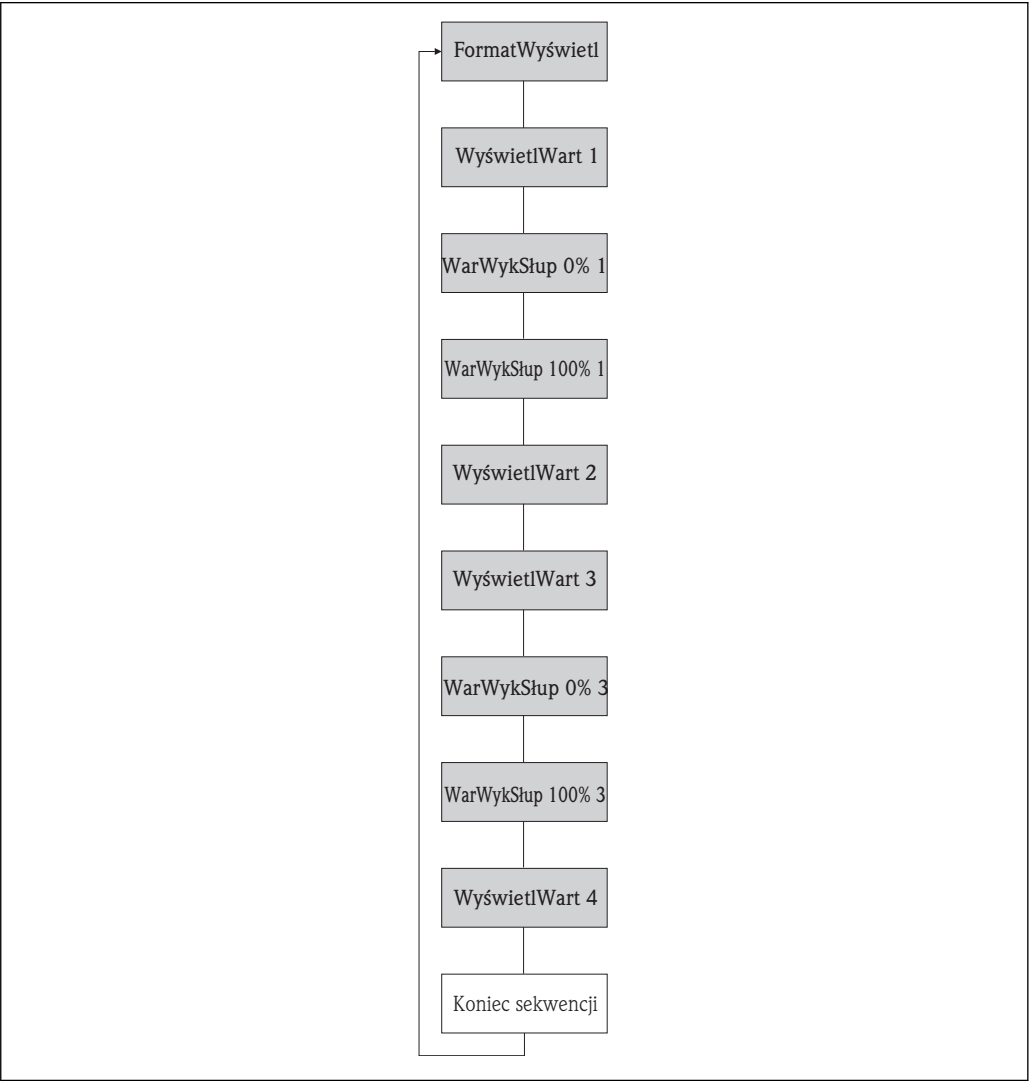 FormatWyświetl
WyświetlWart 1
WarWykSłup 0% 1
WarWykSłup 100% 1
WyświetlWart 2
WyświetlWart 3
WarWykSłup 0% 3
WarWykSłup 100% 3
WyświetlWart 4
Koniec sekwencji